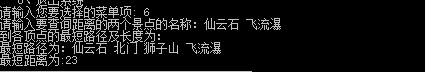 请输入您要选择的菜单项: 6
请输入要查询距离的两个景点的名称: 仙云石 飞流瀑
到各顶点的最短路径及长度为:
最短路径为: 仙云石 北门 狮子山 飞流瀑
最短距离为:23